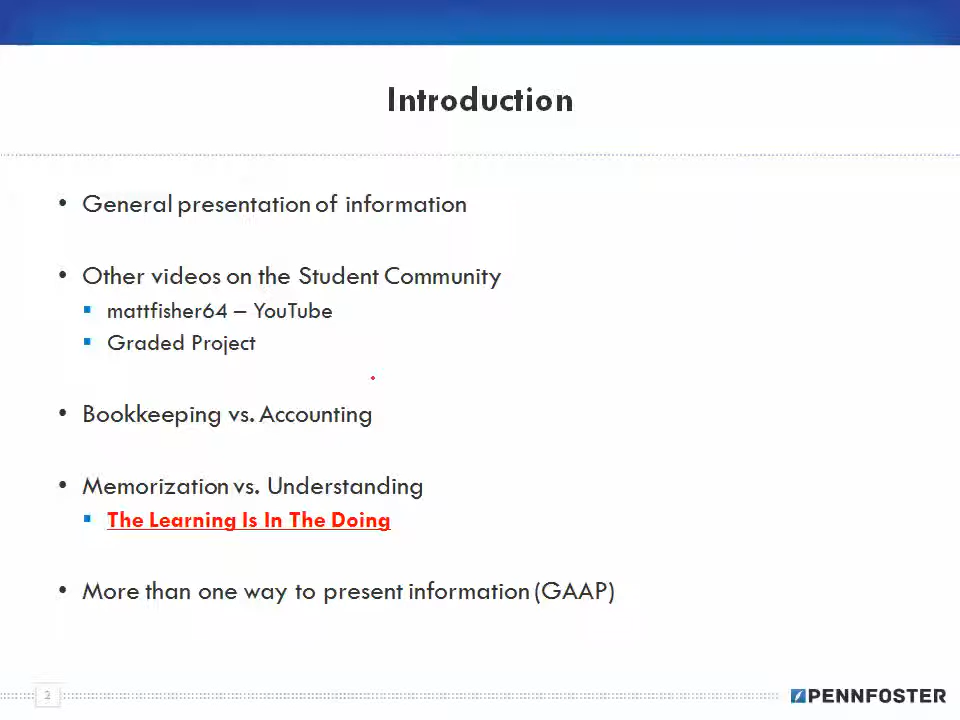 Introduction
• General presentation of information
• Other videos on the Student Community
▪ mattfisher64 – YouTube
▪ Graded Project
• Bookkeeping vs. Accounting
• Memorization vs. Understanding
▪ The Learning Is In The Doing
• More than one way to present information (GAAP)
2
PENNFOSTER